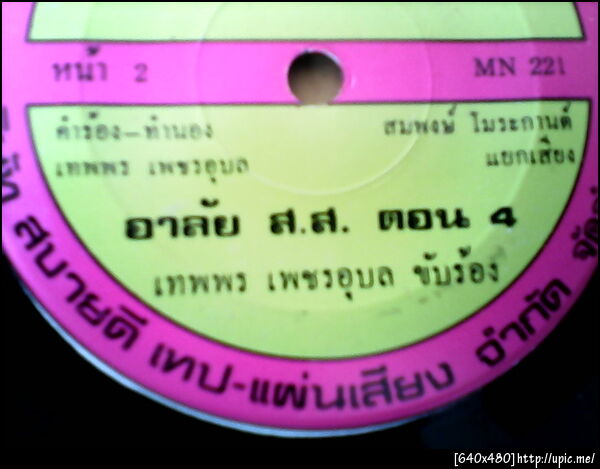 หน้า 2
MN 221
คำร้อง-ทำนอง
เทพพร เพชรอุบล
สมพงษ์ โมระกานต์
แยกเสียง
อาลัย ส.ส. ตอน 4
เทพพร เพชรอุบล ขับร้อง
สบายดี เทป-แผ่นเสียง จำกัด
[640x480]http://upic.me/